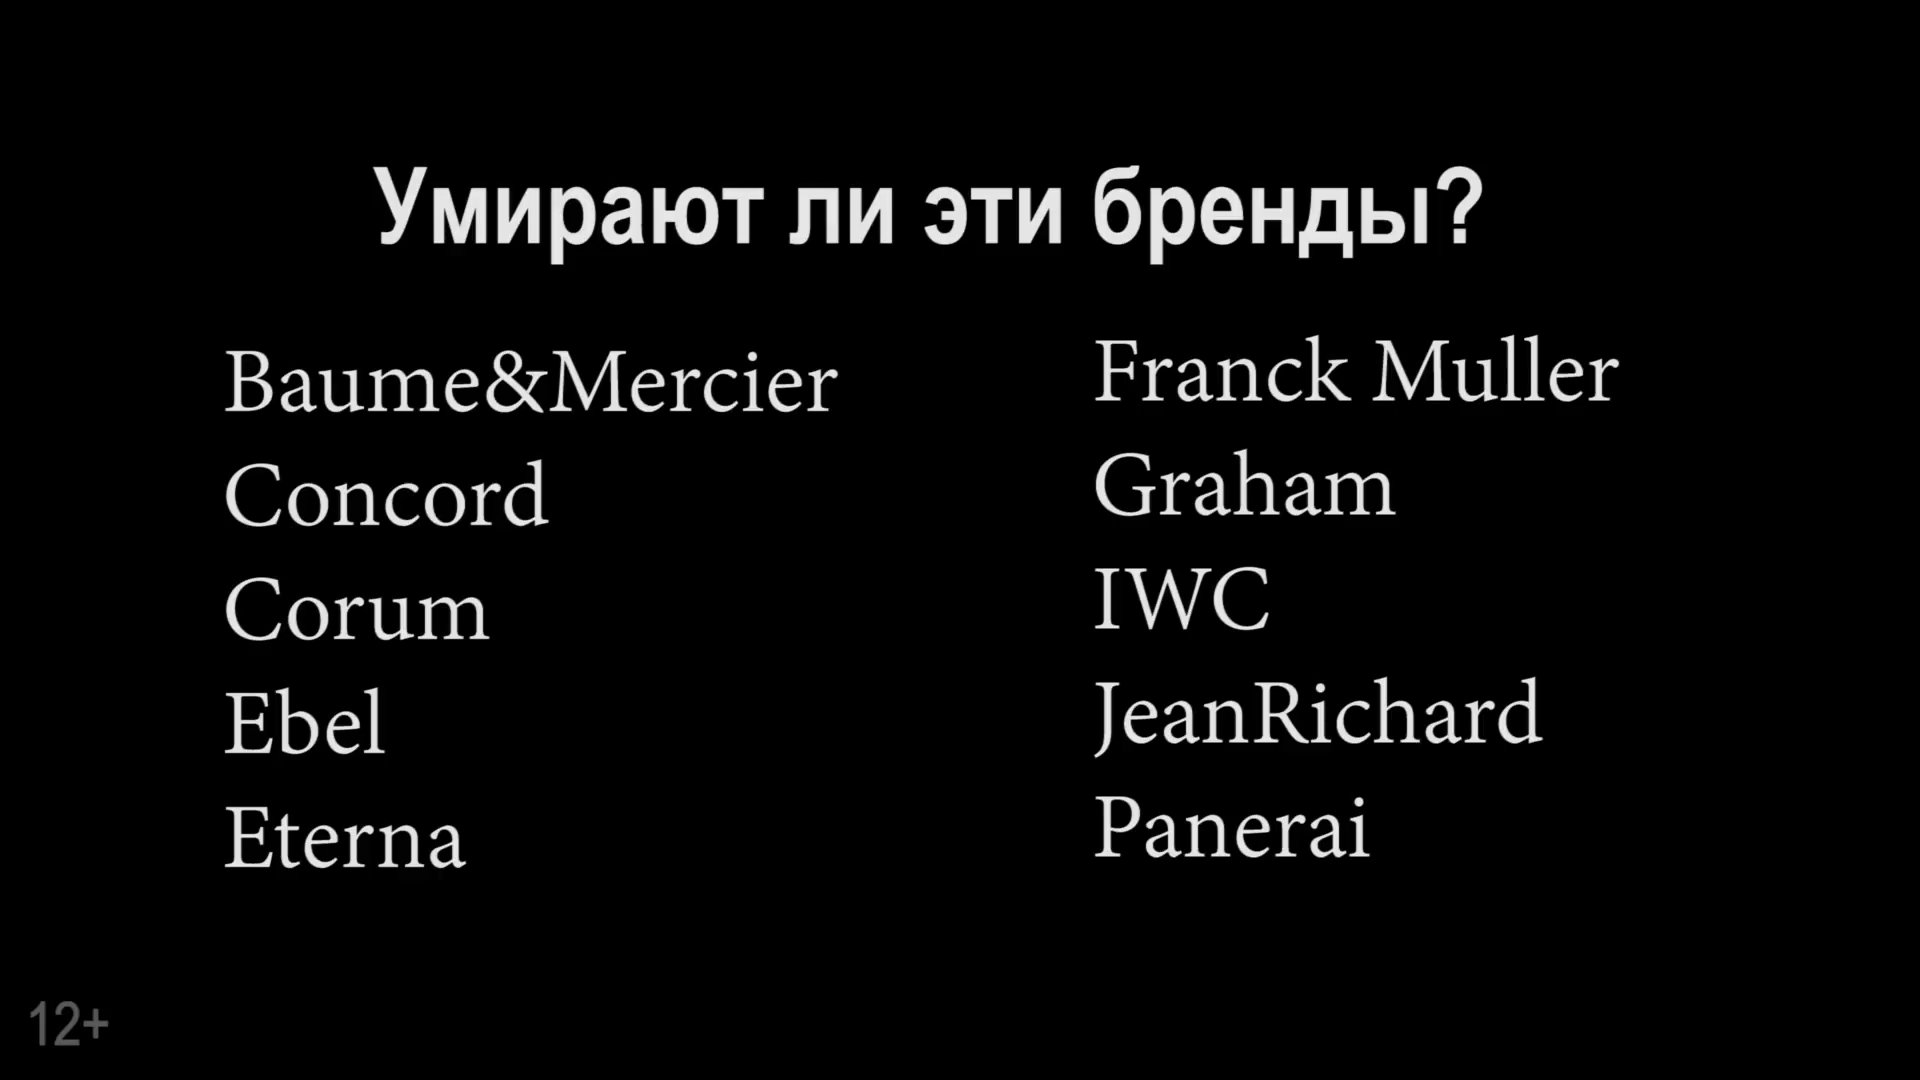 Умирают ли эти бренды?
Baume&Mercier
Concord
Corum
Ebel
Eterna
Franck Muller
Graham
IWC
JeanRichard
Panerai
12+